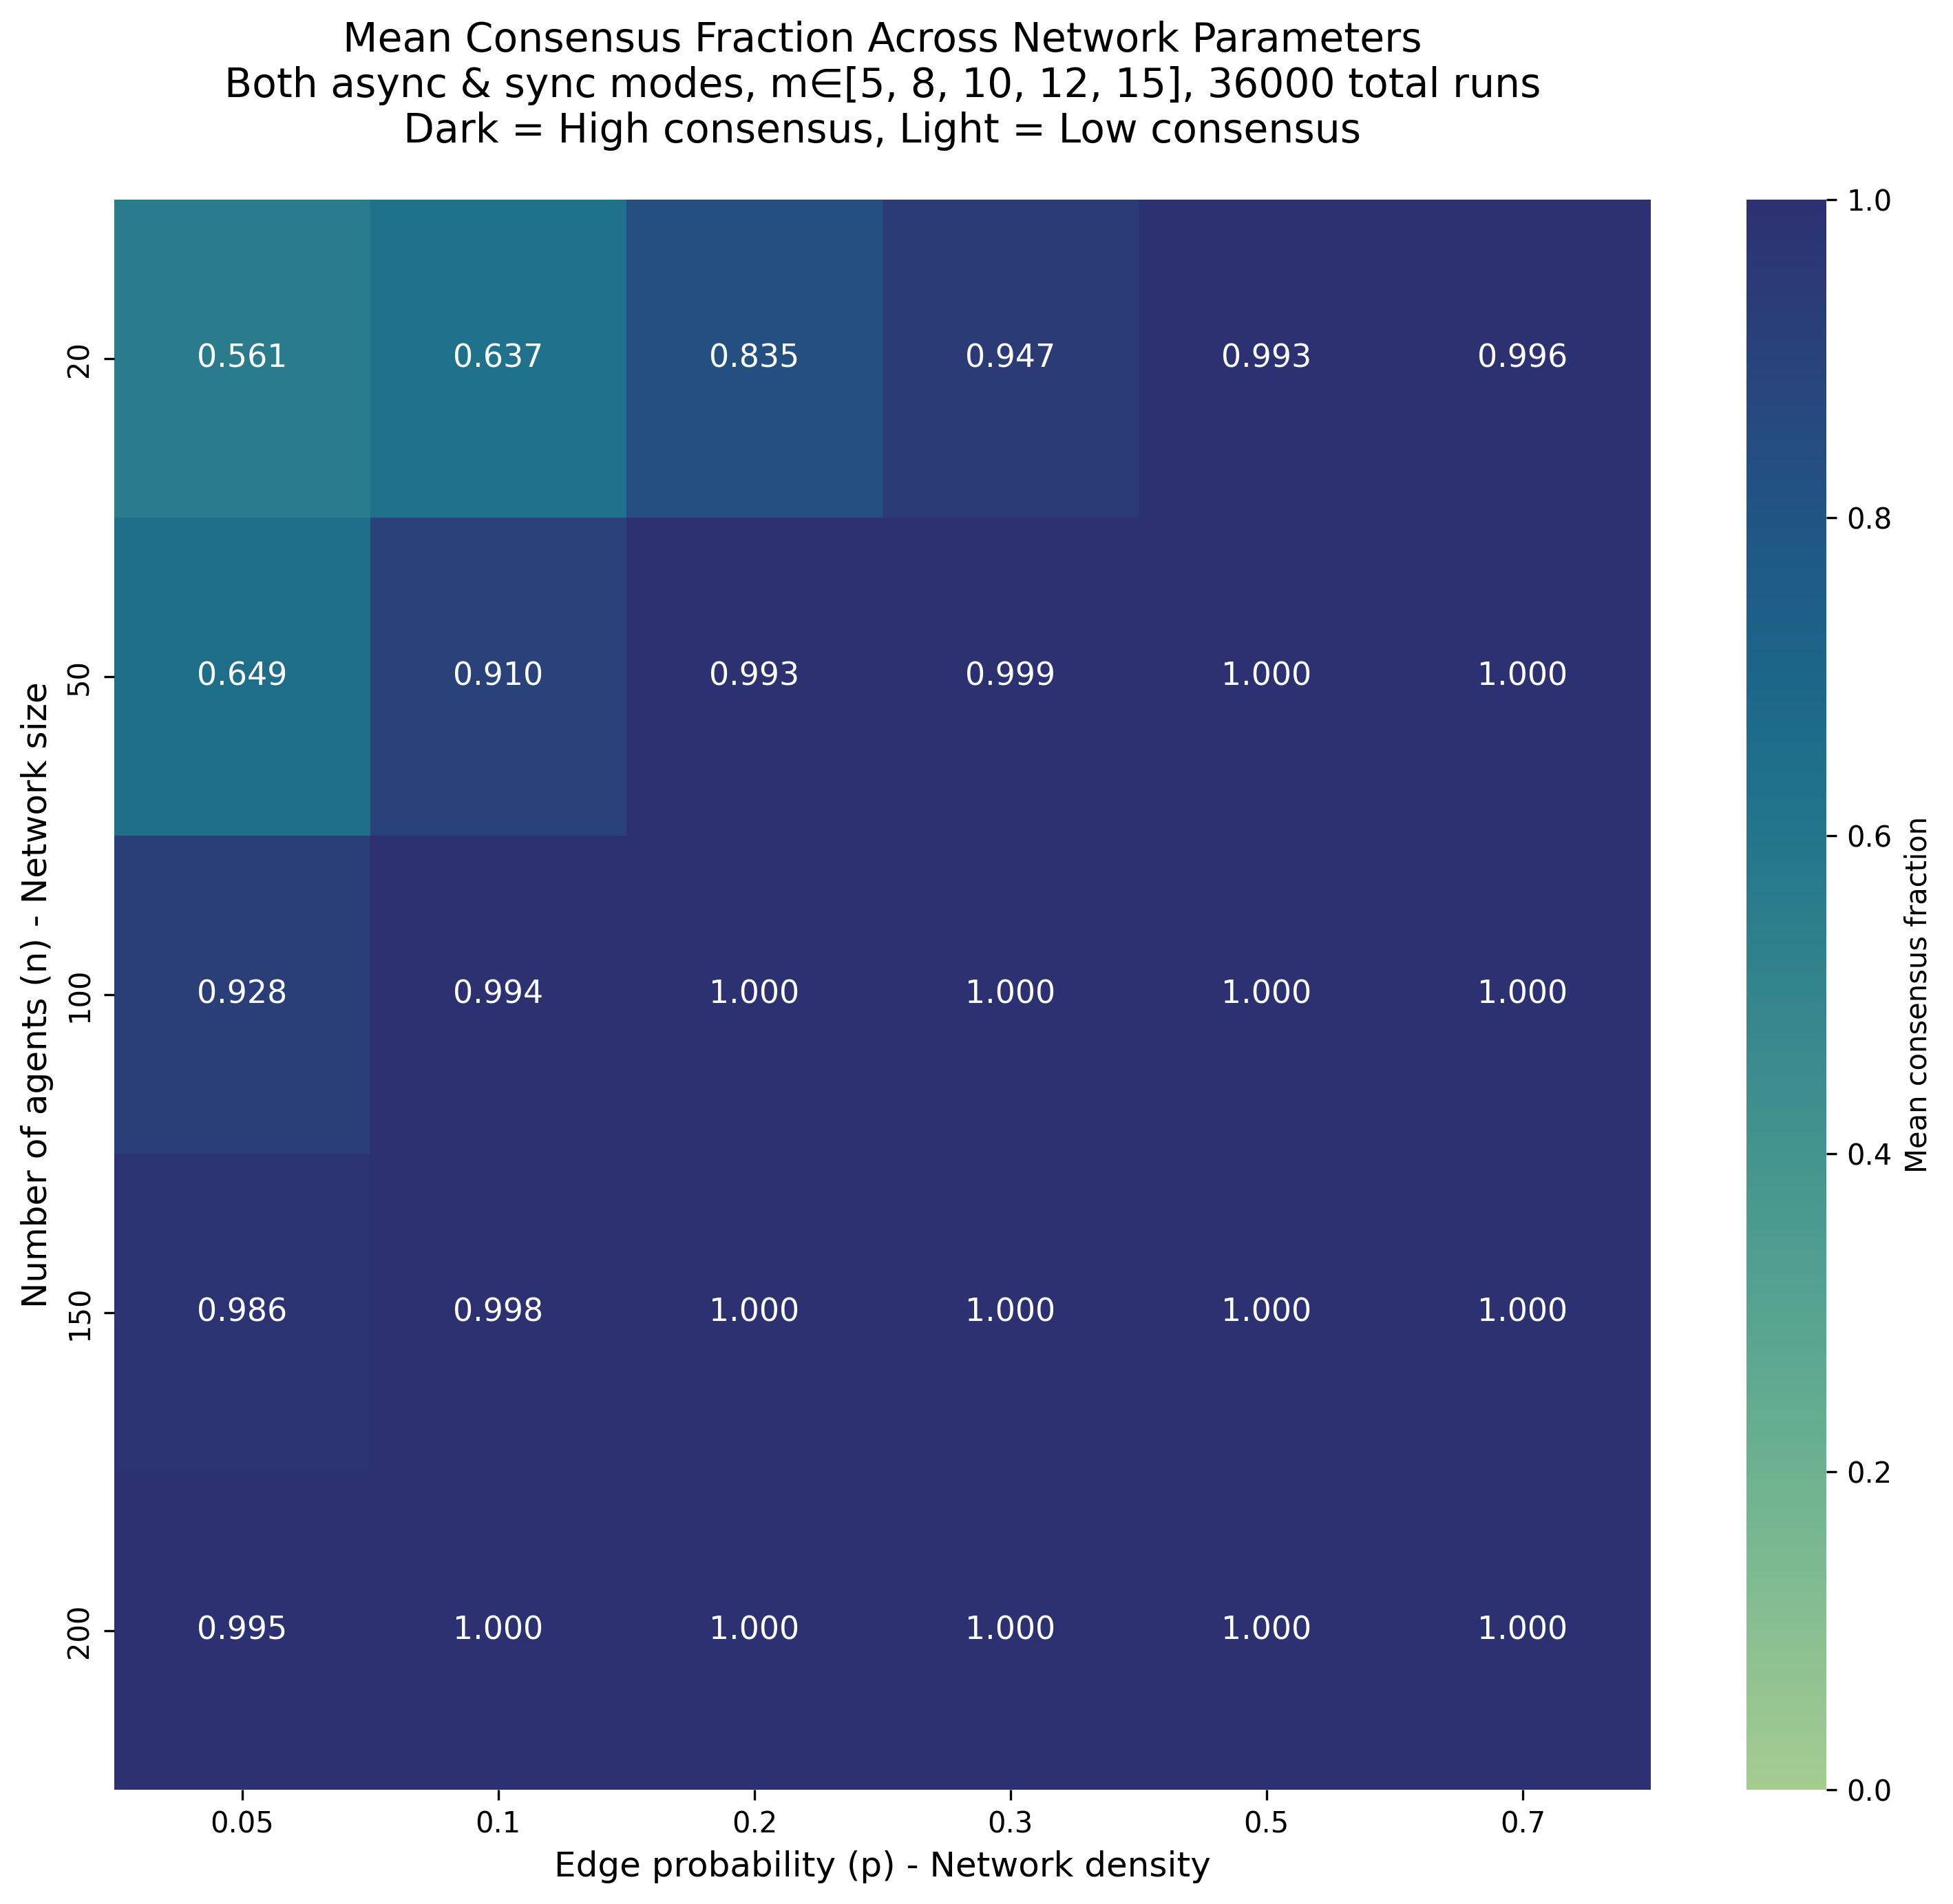 Mean Consensus Fraction Across Network Parameters
Both async & sync modes, m∈[5, 8, 10, 12, 15], 36000 total runs
Dark = High consensus, Light = Low consensus
Number of agents (n) - Network size
20 0.561 0.637 0.835 0.947 0.993 0.996
50 0.649 0.910 0.993 0.999 1.000 1.000
100 0.928 0.994 1.000 1.000 1.000 1.000
150 0.986 0.998 1.000 1.000 1.000 1.000
200 0.995 1.000 1.000 1.000 1.000 1.000
0.05 0.1 0.2 0.3 0.5 0.7
Edge probability (p) - Network density
1.0
0.8
0.6
0.4
0.2
0.0
Mean consensus fraction